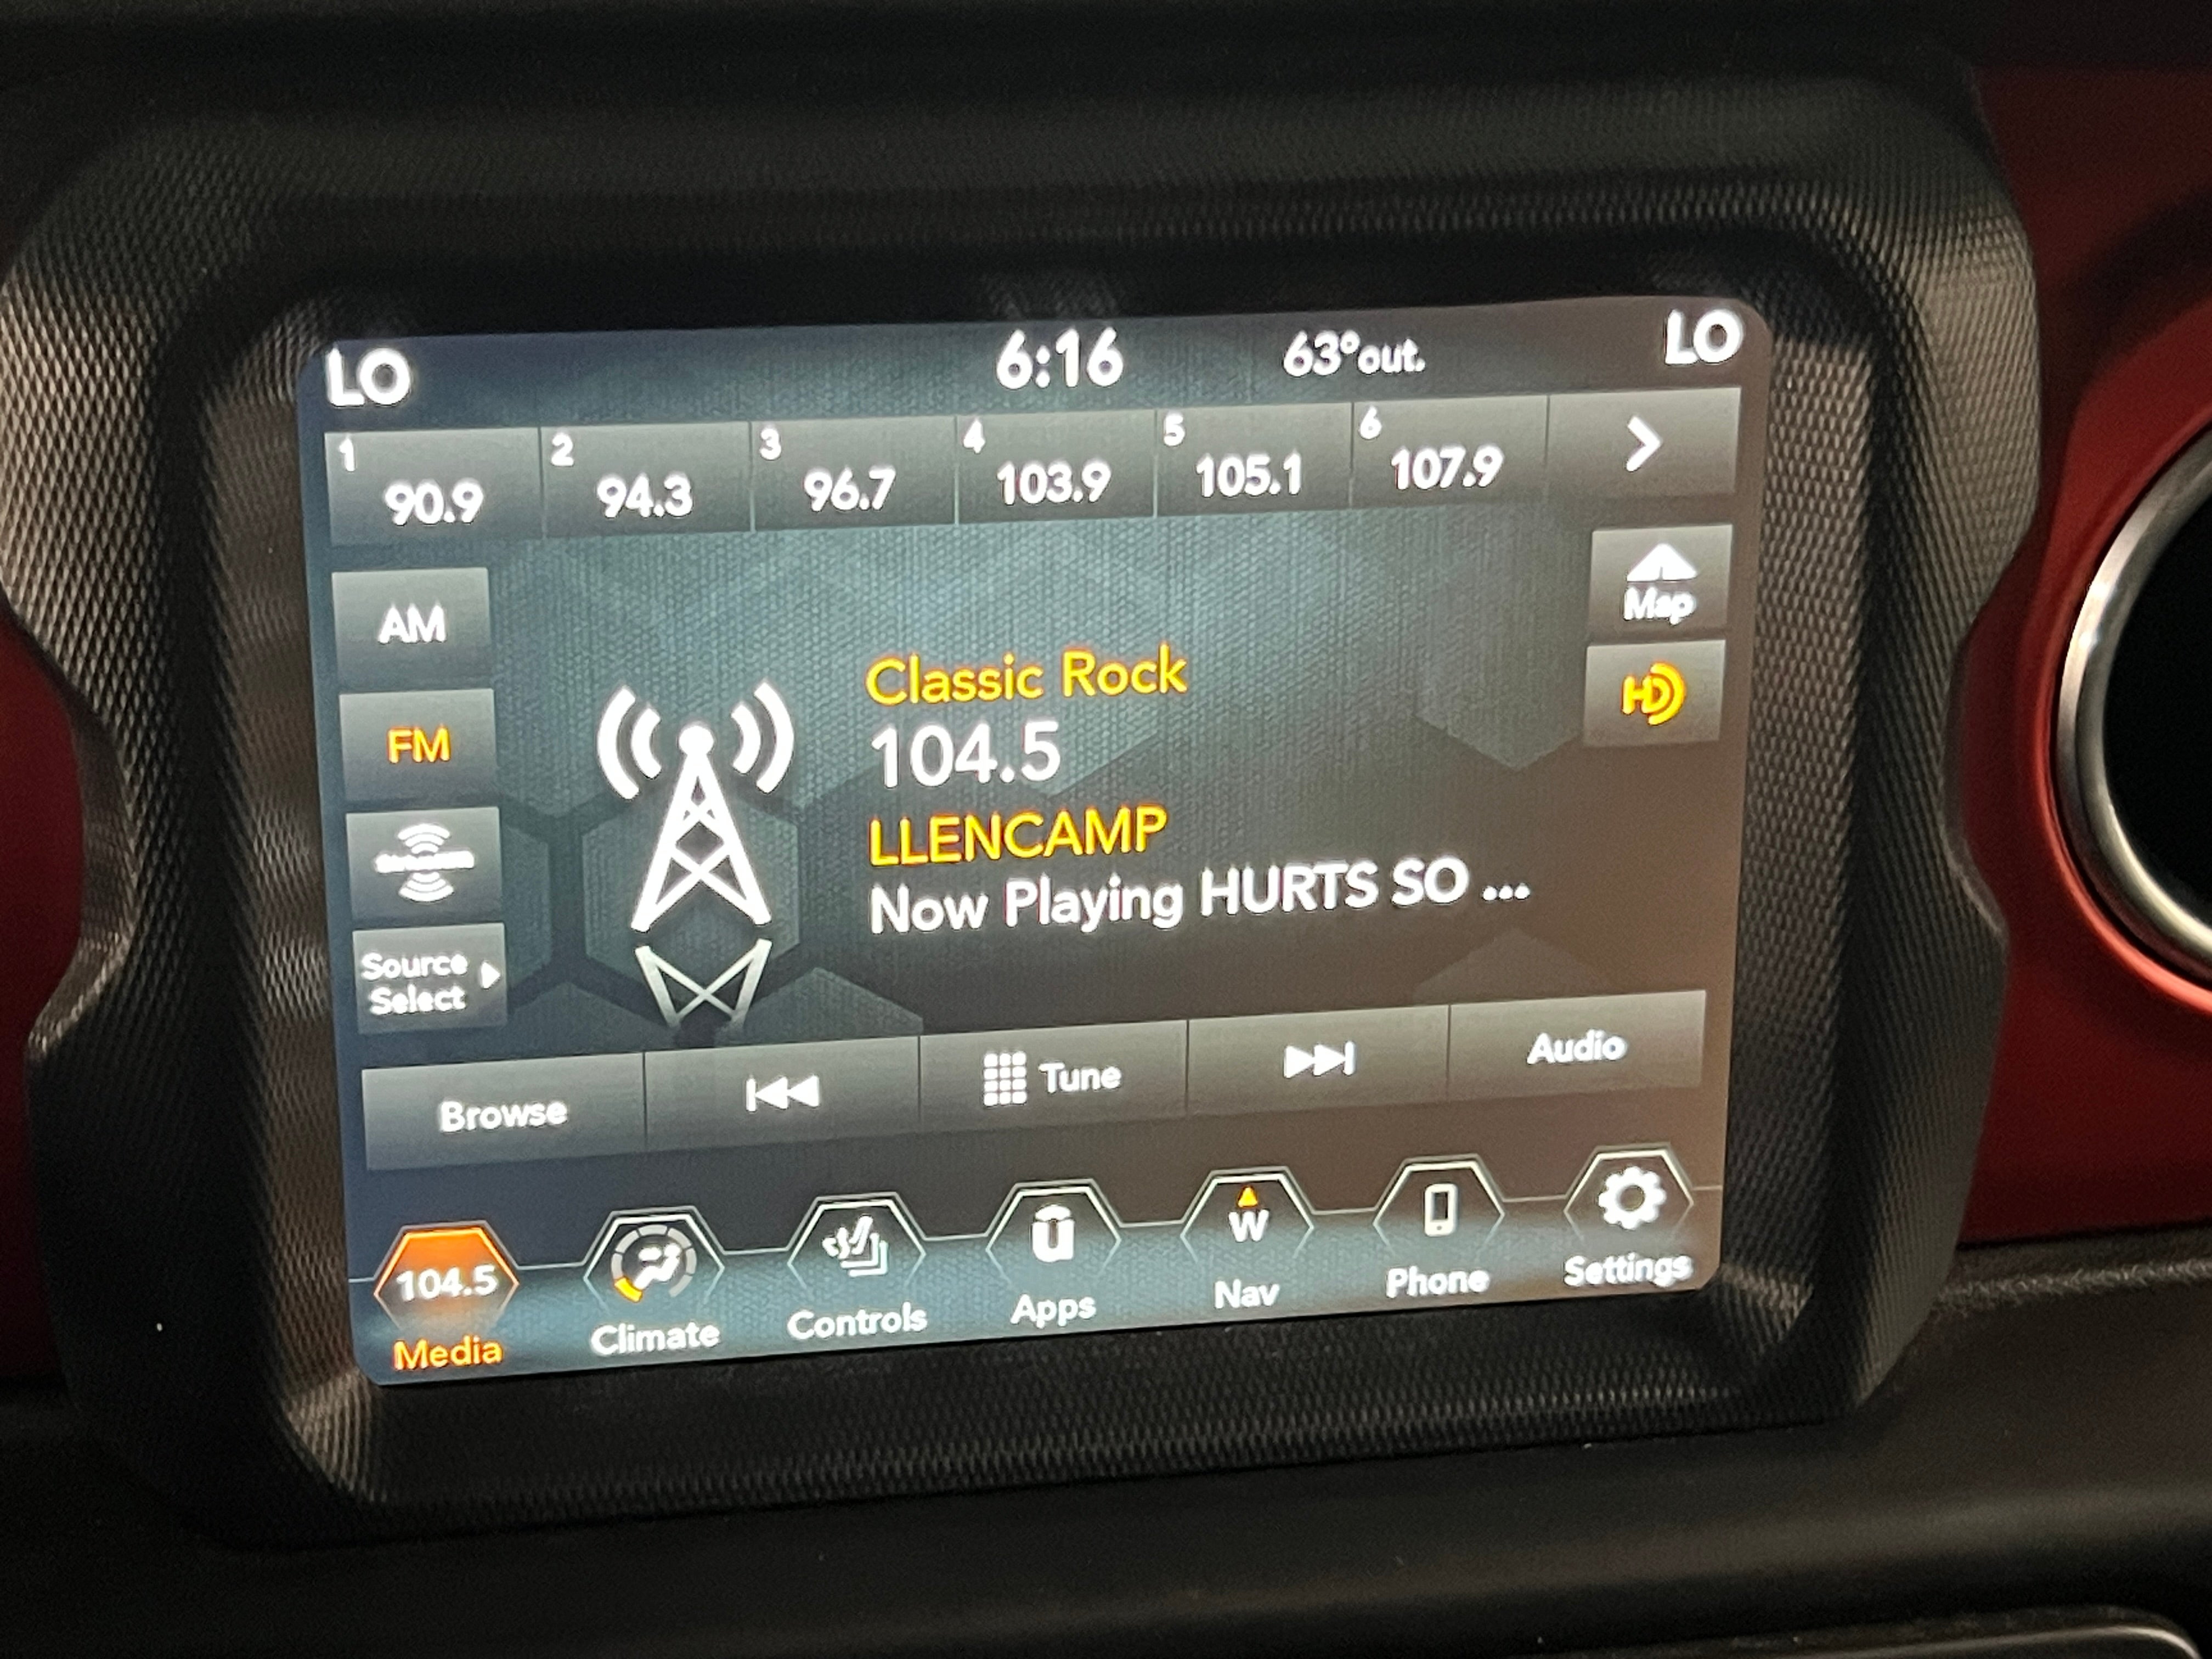 LO 6:16 63°out. LO
1 90.9 2 94.3 3 96.7 4 103.9 5 105.1 6 107.9
Map
AM
HD
Classic Rock
FM
104.5
LLENCAMP
Now Playing HURTS SO ...
Source
Select
Browse Tune Audio
104.5 u W
Media Climate Controls Apps Nav Phone Settings